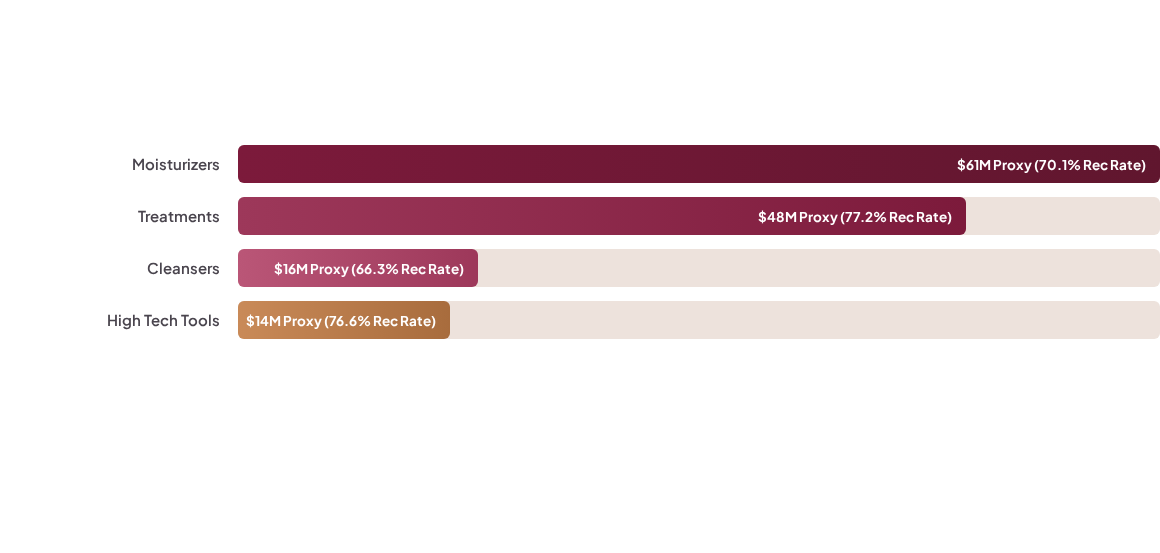 Moisturizers $61M Proxy (70.1% Rec Rate)
Treatments $48M Proxy (77.2% Rec Rate)
Cleansers $16M Proxy (66.3% Rec Rate)
High Tech Tools $14M Proxy (76.6% Rec Rate)